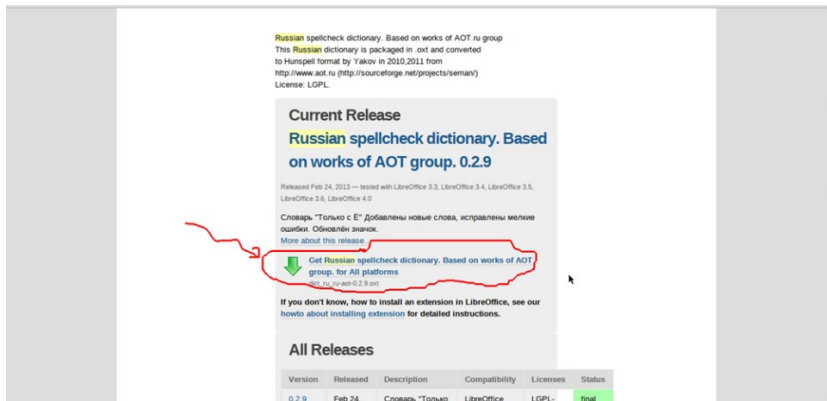 Russian spellcheck dictionary. Based on works of AOT.ru group
This Russian dictionary is packaged in .oxt and converted
to Hunspell format by Yakov in 2010,2011 from
http://www.aot.ru (http://sourceforge.net/projects/seman/)
License: LGPL.
Current Release
Russian spellcheck dictionary. Based
on works of AOT group. 0.2.9
Released Feb 24, 2013 — tested with LibreOffice 3.3, LibreOffice 3.4, LibreOffice 3.5,
LibreOffice 3.6, LibreOffice 4.0
Словарь "Только с Ё" Добавлены новые слова, исправлены мелкие
ошибки. Обновлён значок.
More about this release
Get Russian spellcheck dictionary. Based on works of AOT
group. for All platforms
dict_ru_ru-aot-0.2.9.oxt
If you don't know, how to install an extension in LibreOffice, see our
howto about installing extension for detailed instructions.
All Releases
Version Released Description Compatibility Licenses Status
0.2.9 Feb 24, Словарь "Только LibreOffice LGPL- final